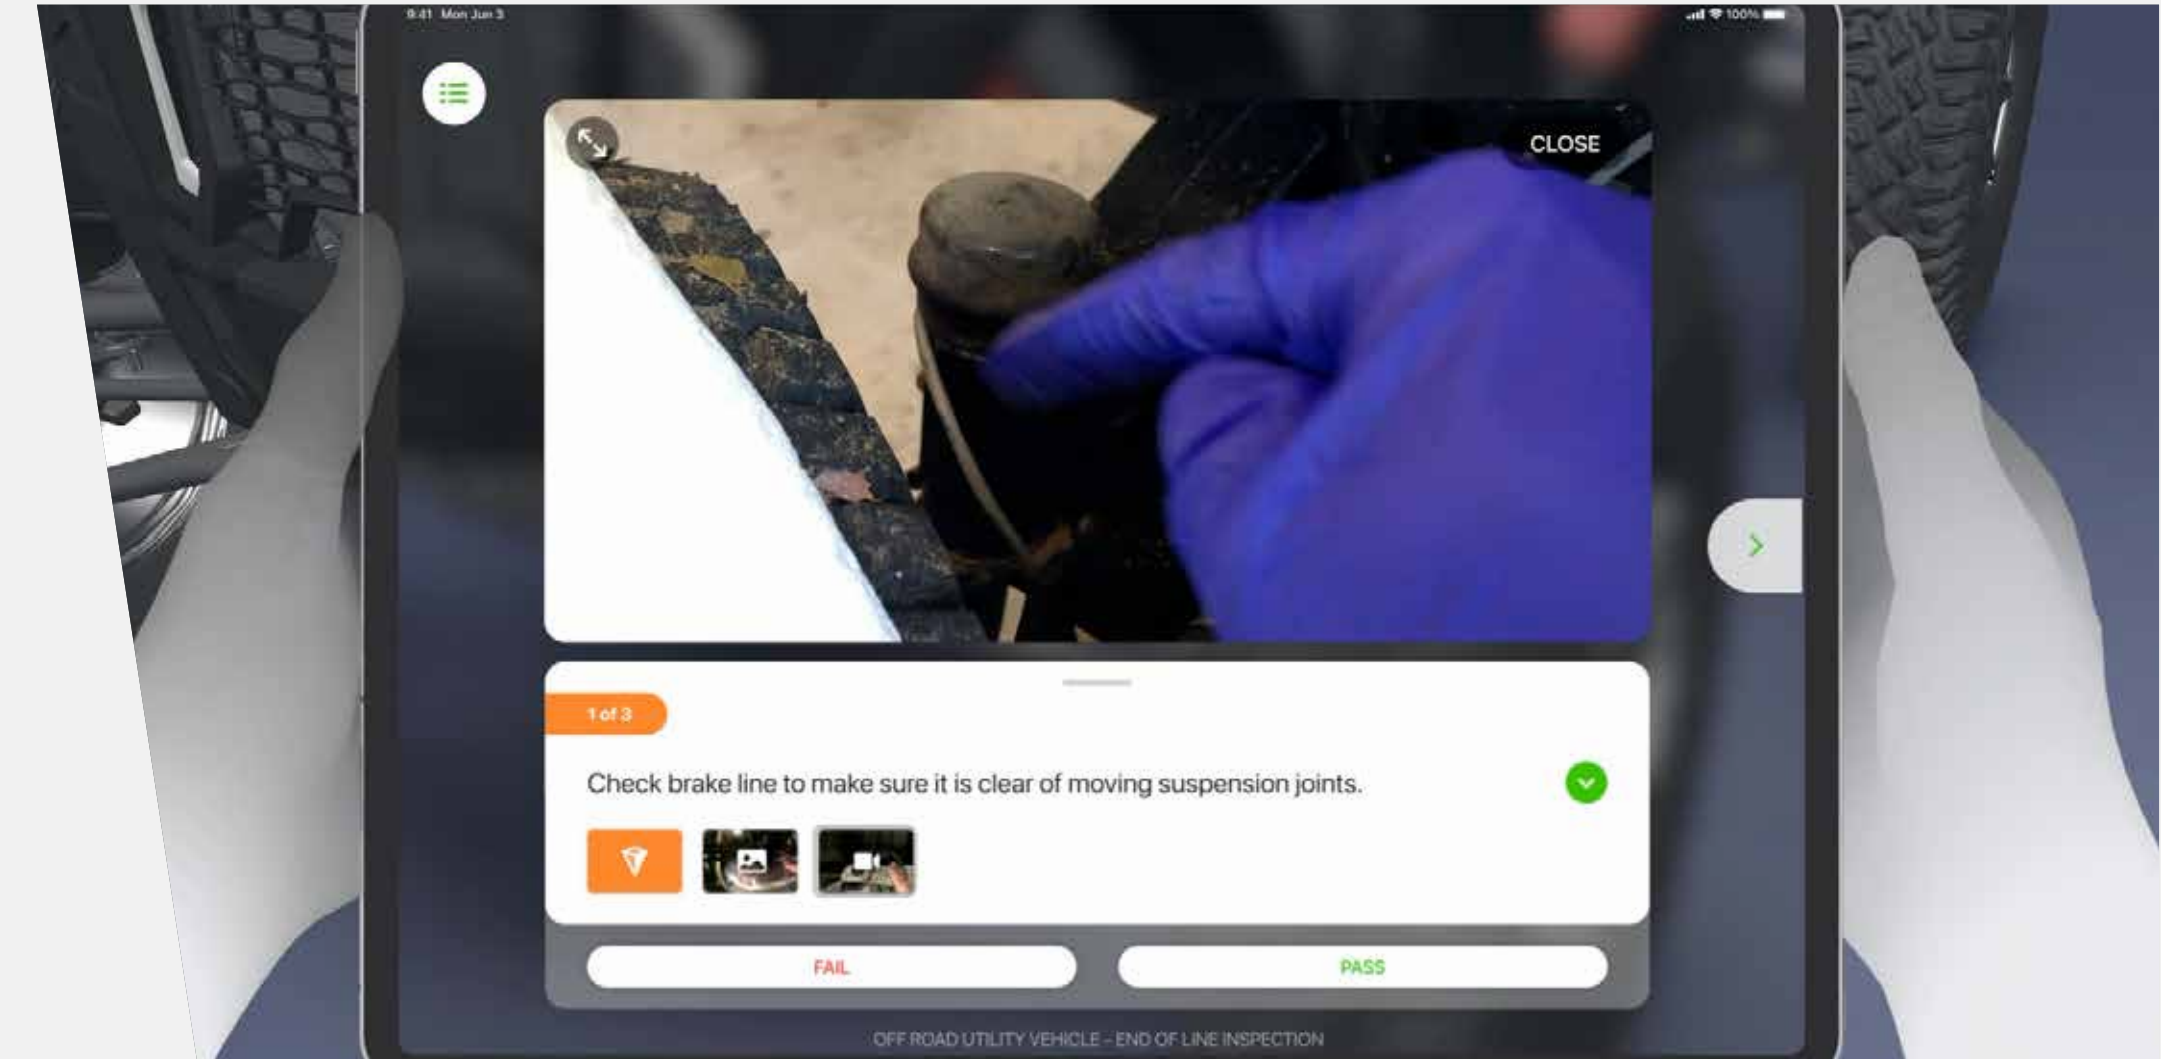 9:41 Mon Jun 3
100%
CLOSE
1 of 3
Check brake line to make sure it is clear of moving suspension joints.
FAIL
PASS
OFF ROAD UTILITY VEHICLE - END OF LINE INSPECTION